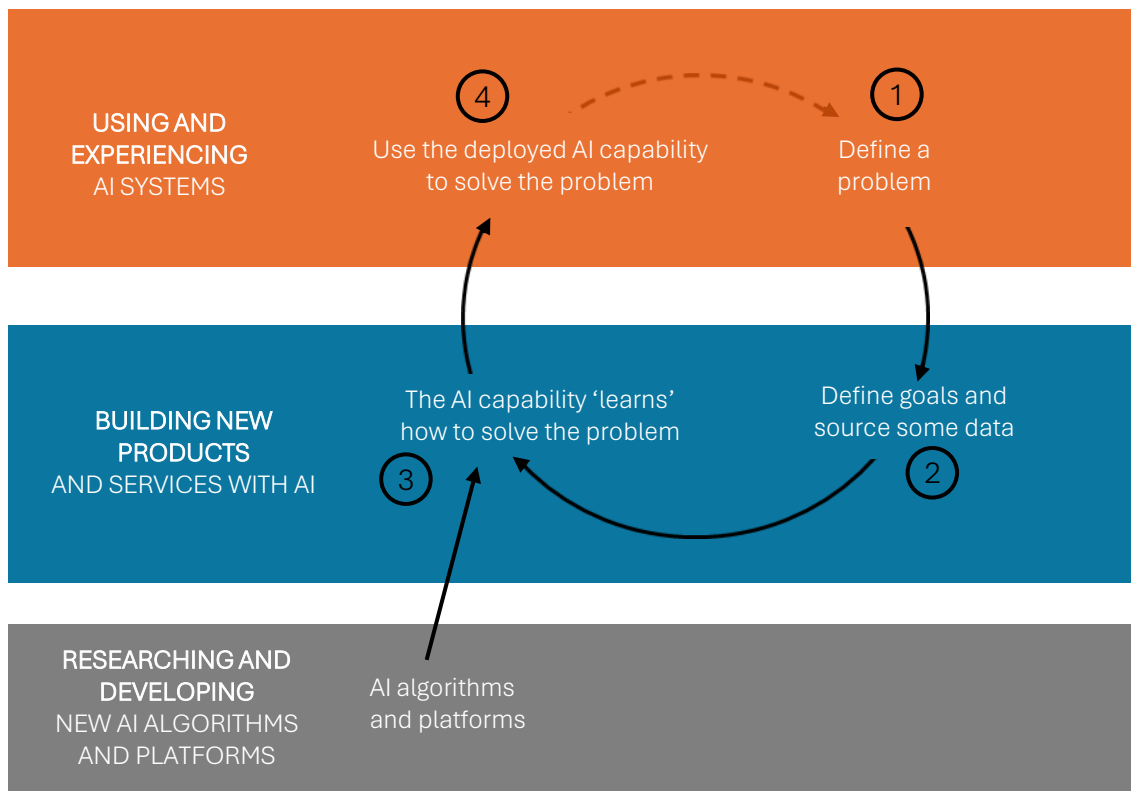 USING AND
EXPERIENCING
AI SYSTEMS
4
Use the deployed AI capability
to solve the problem
1
Define a
problem
BUILDING NEW
PRODUCTS
AND SERVICES WITH AI
The AI capability ‘learns’
how to solve the problem
3
Define goals and
source some data
2
RESEARCHING AND
DEVELOPING
NEW AI ALGORITHMS
AND PLATFORMS
AI algorithms
and platforms